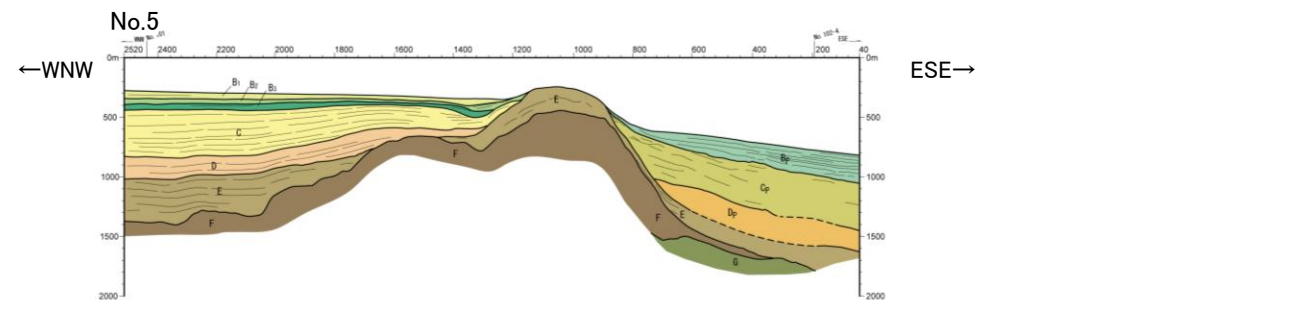 No.5
2520 2400 2200 2000 1800 1600 1400 1200 1000 800 600 400 200 40
0m 0m
←WNW ESE→
B₁ B₂ B₃
E
500 500
C
F
Bp
D
1000 1000
E
Cp
F E Dp
F
1500 1500
G
2000 2000